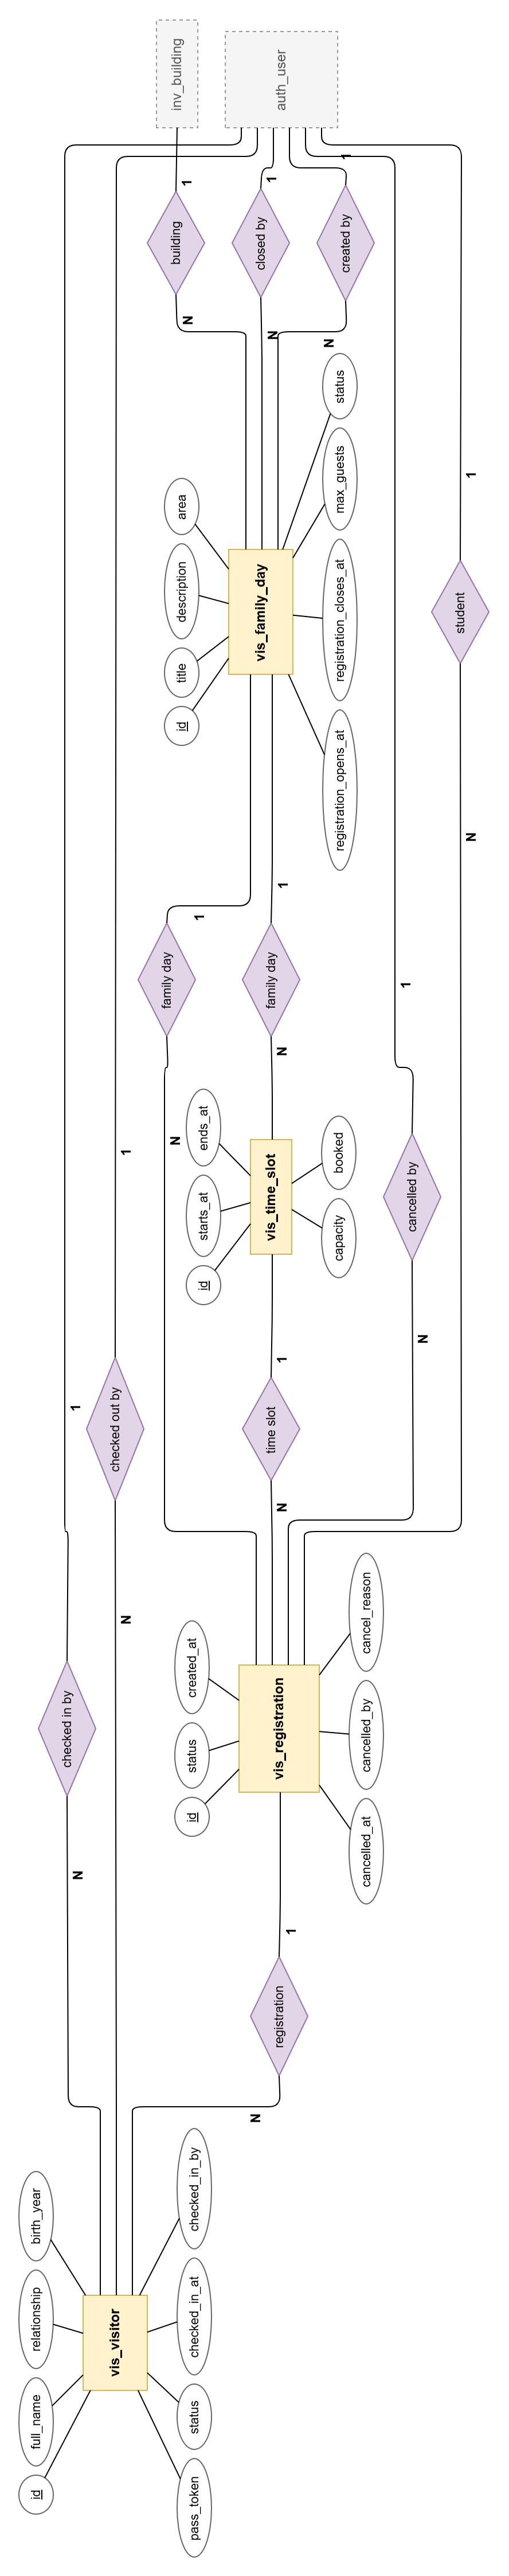 id
full_name
relationship
birth_year
vis_visitor
pass_token
status
checked_in_at
checked_in_by
N
checked in by
1
N
checked out by
1
N
registration
1
id
status
created_at
vis_registration
cancelled_at
cancelled_by
cancel_reason
N
family day
1
N
time slot
1
N
cancelled by
1
N
student
1
id
starts_at
ends_at
vis_time_slot
capacity
booked
N
family day
1
id
title
description
area
vis_family_day
registration_opens_at
registration_closes_at
max_guests
status
N
building
1
N
closed by
1
N
created by
1
inv_building
auth_user